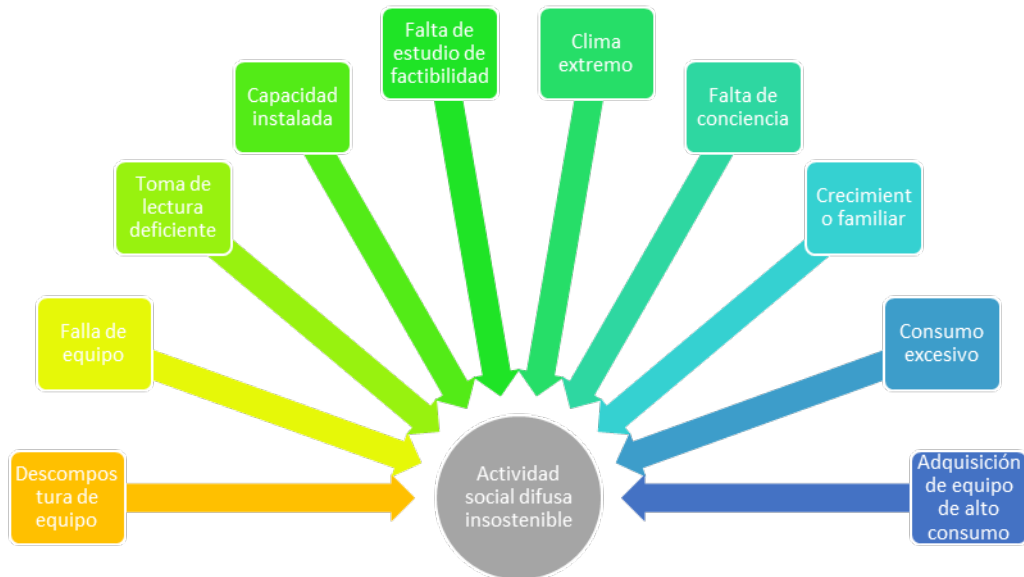 Falta de
estudio de
factibilidad
Clima
extremo
Capacidad
instalada
Falta de
conciencia
Toma de
lectura
deficiente
Crecimient
o familiar
Falla de
equipo
Consumo
excesivo
Descompos
tura de
equipo
Actividad
social difusa
insostenible
Adquisición
de equipo
de alto
consumo